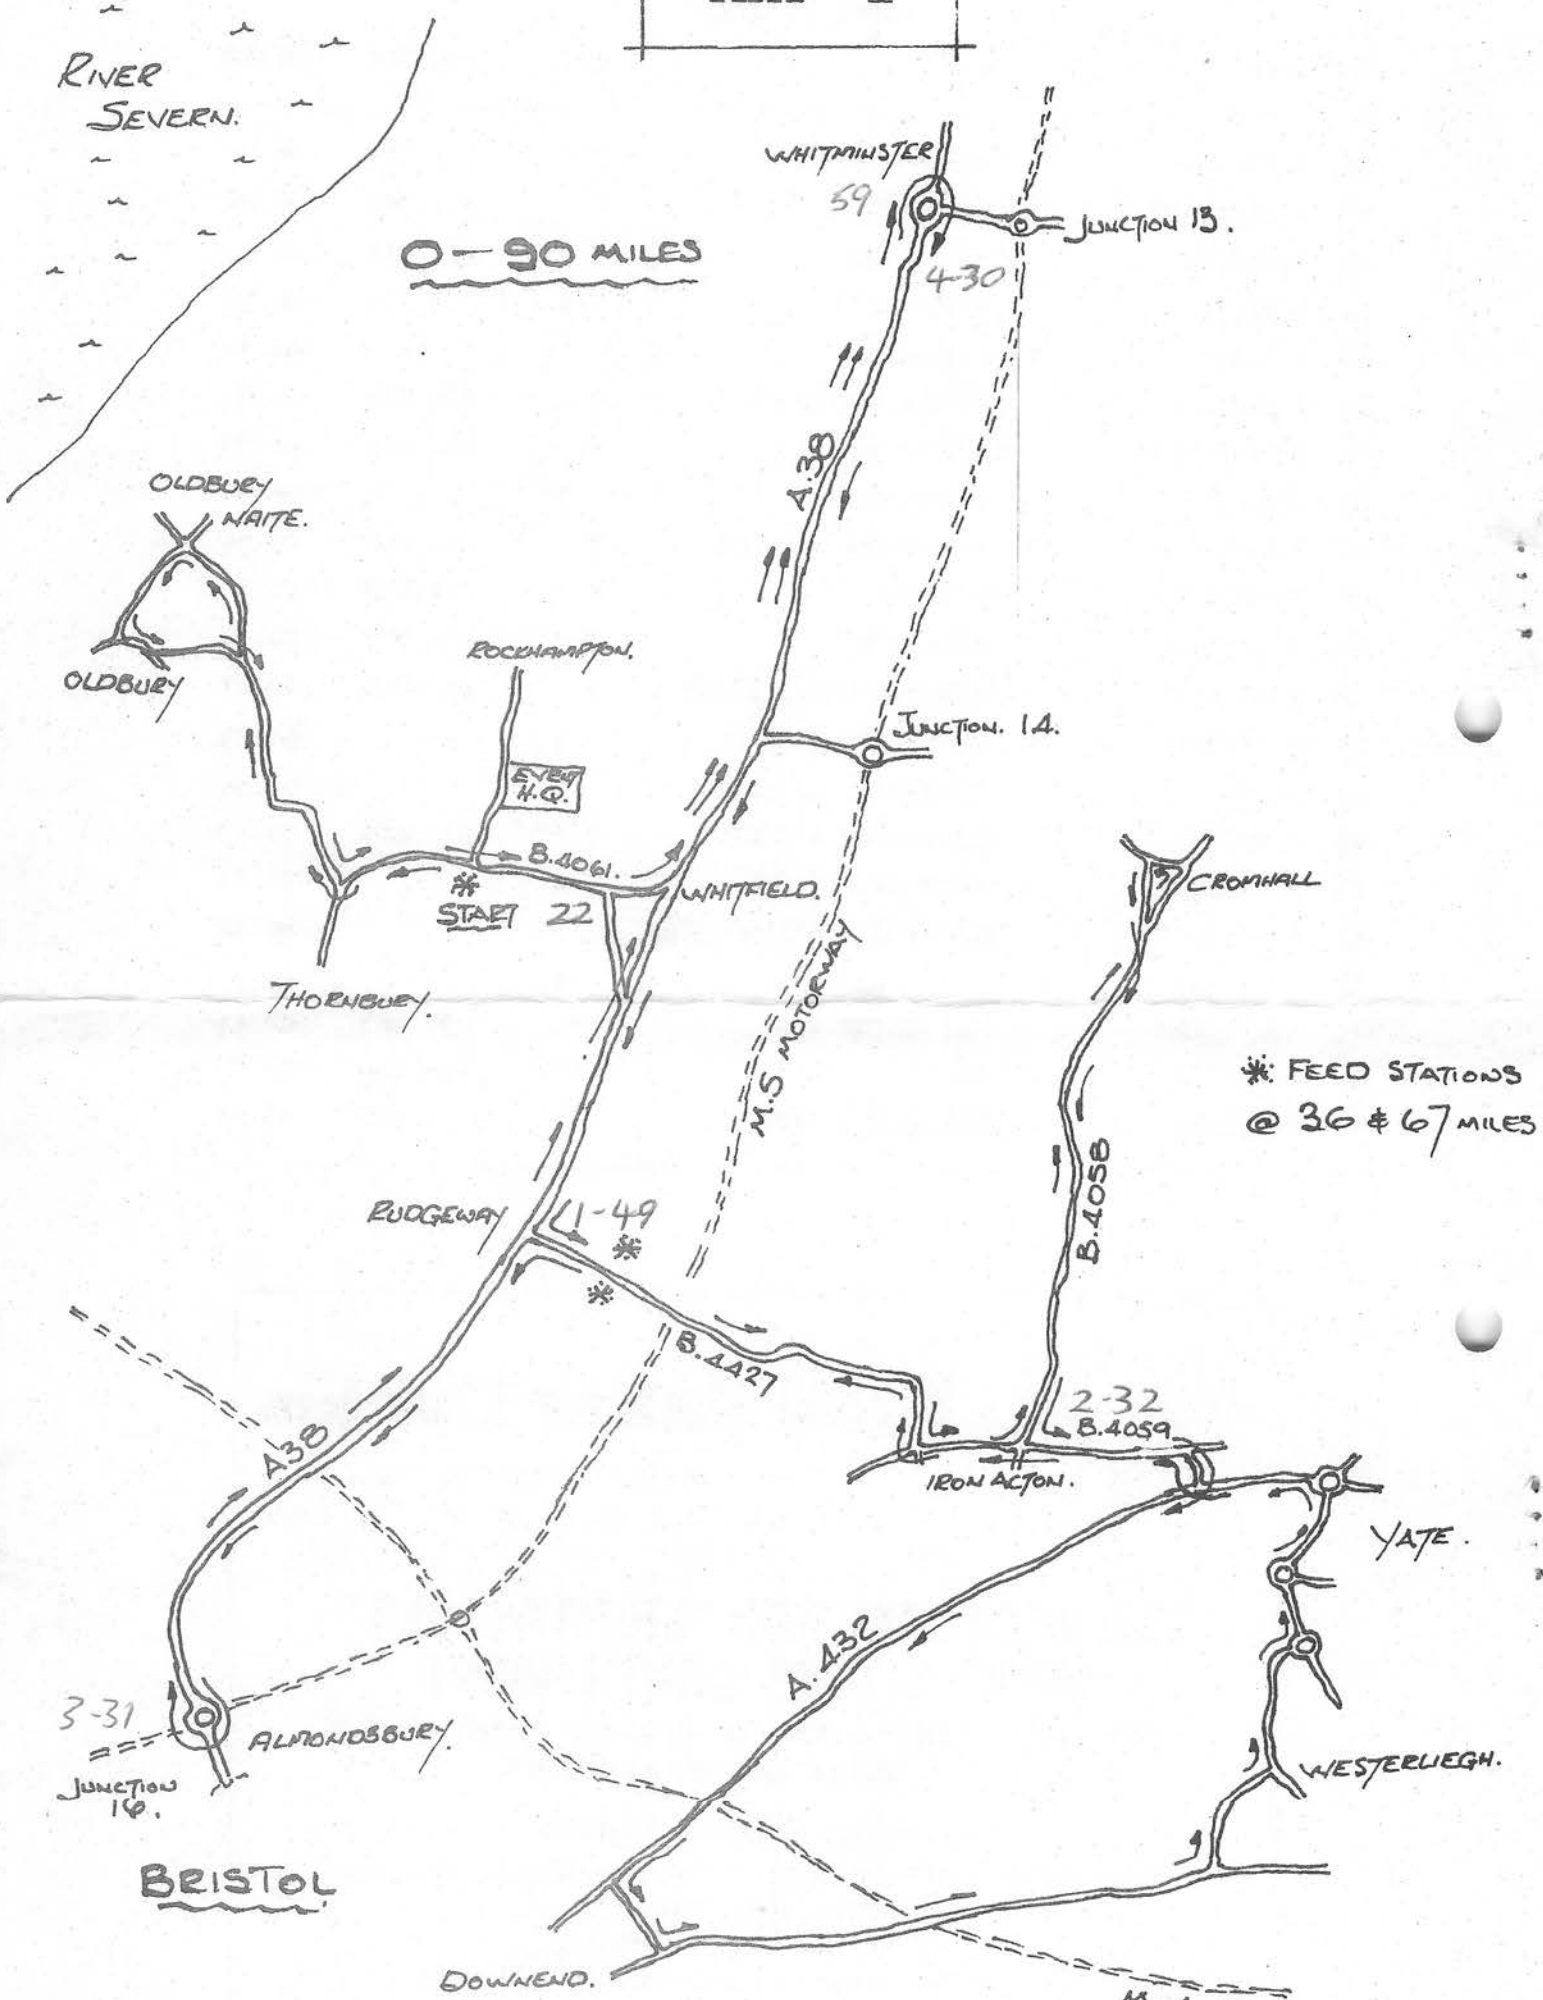 RIVER
SEVERN.
WHITMINSTER
59
JUNCTION 13.
0-90 MILES
4-30
A.38
OLDBURY
NAITE.
ROCKHAMPTON.
OLDBURY
JUNCTION. 14.
EVENT
H.Q.
B.4061.
CROMHALL
WHITFIELD.
START 22
THORNBURY.
M.5 MOTORWAY
* FEED STATIONS
@ 36 & 67 MILES
B.4058
RUDGEWAY
1-49
*
*
B.4427
2-32
B.4059
A38
IRON ACTON.
YATE.
A.432
3-31
ALMONDSBURY.
JUNCTION
16.
WESTERLIEGH.
BRISTOL
DOWNEND.